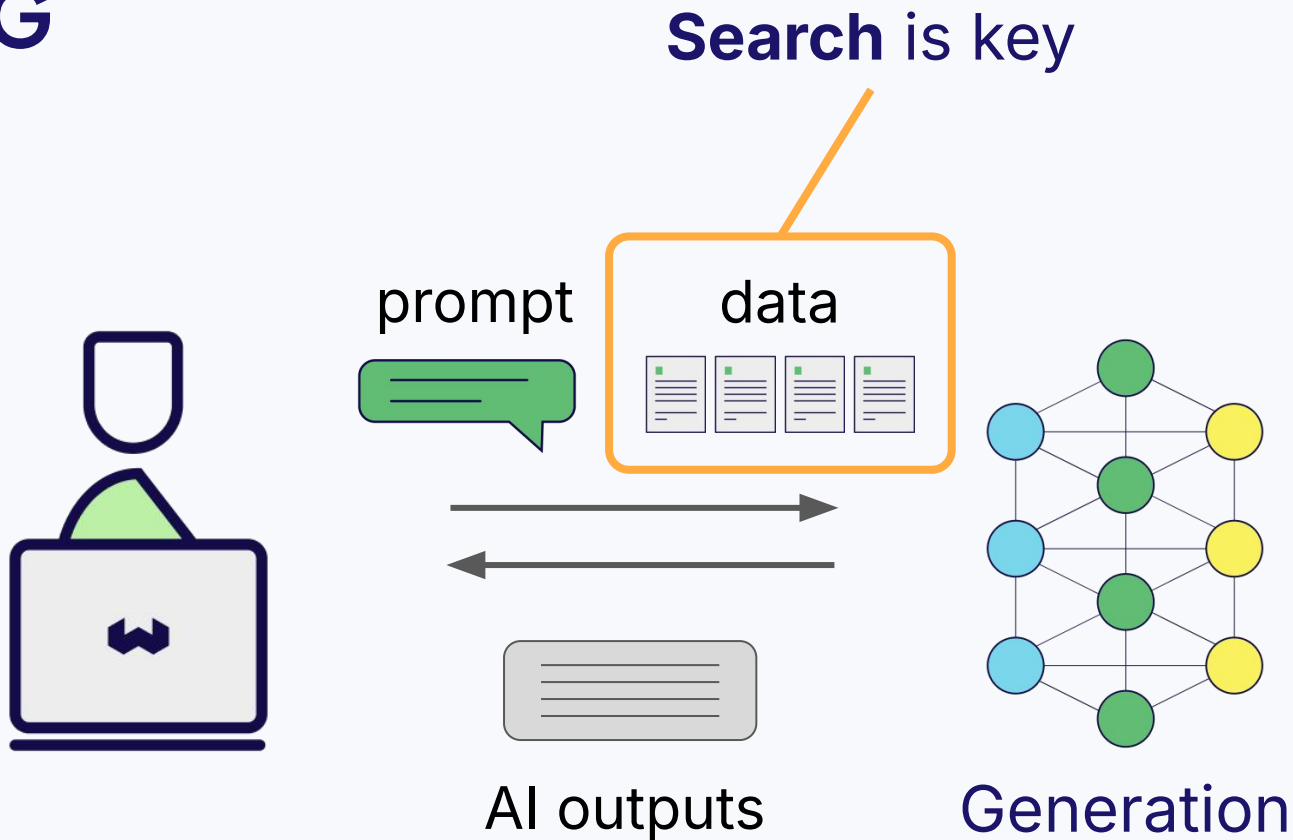 G
Search is key
prompt
data
AI outputs
Generation